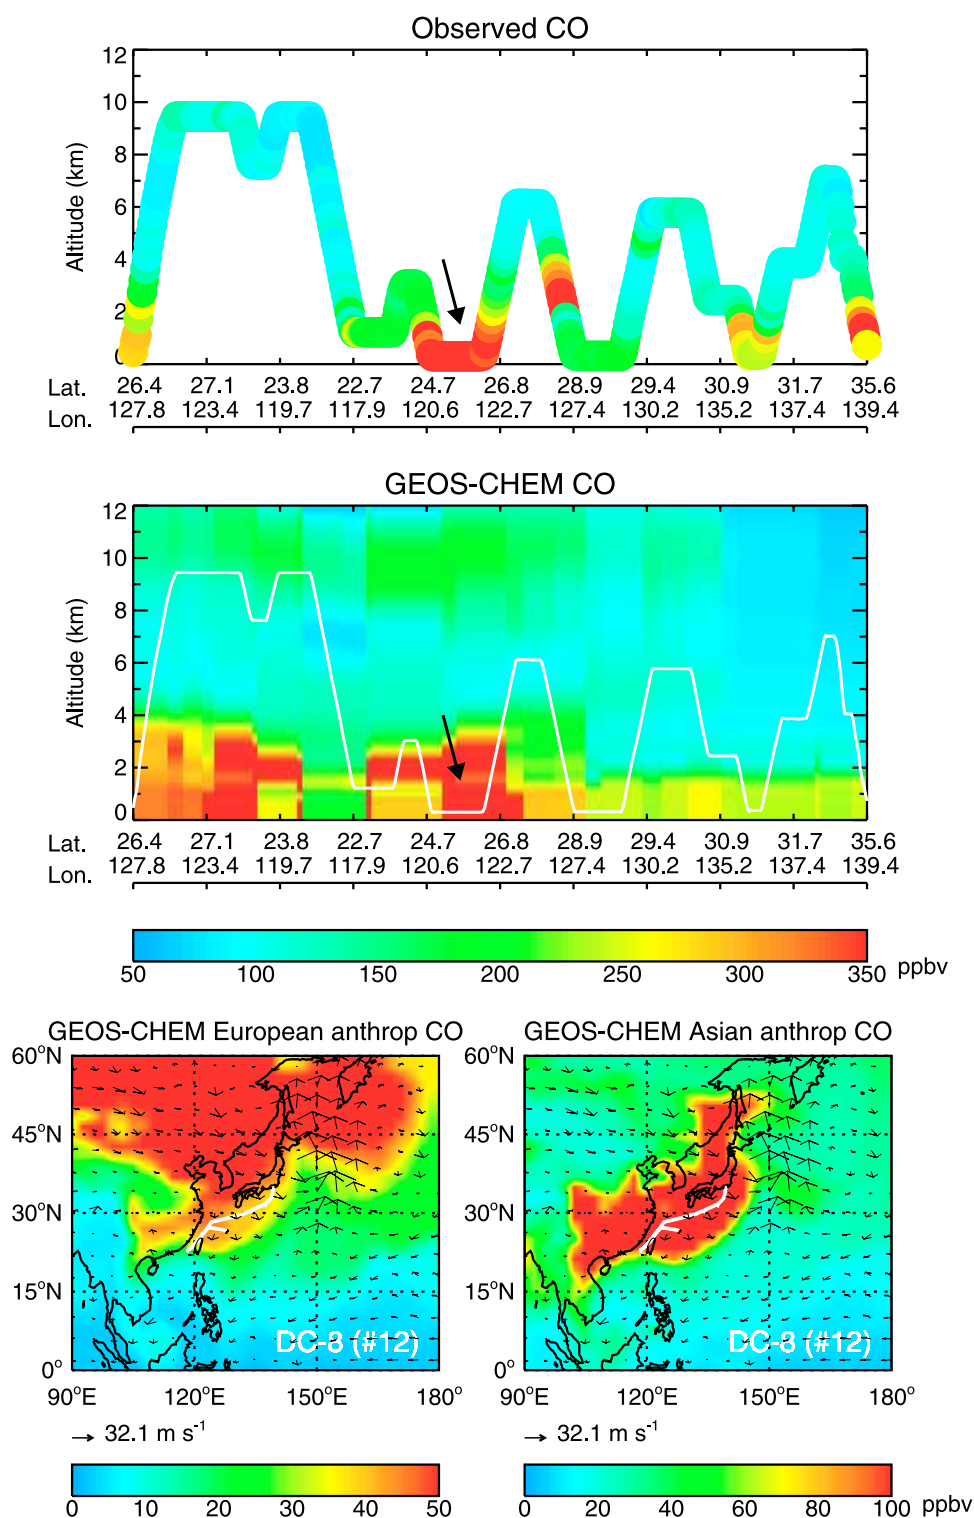 Observed CO
12
10
8
6
4
2
0
Altitude (km)
Lat. 26.4 27.1 23.8 22.7 24.7 26.8 28.9 29.4 30.9 31.7 35.6
Lon. 127.8 123.4 119.7 117.9 120.6 122.7 127.4 130.2 135.2 137.4 139.4
GEOS-CHEM CO
12
10
8
6
4
2
0
Altitude (km)
Lat. 26.4 27.1 23.8 22.7 24.7 26.8 28.9 29.4 30.9 31.7 35.6
Lon. 127.8 123.4 119.7 117.9 120.6 122.7 127.4 130.2 135.2 137.4 139.4
50 100 150 200 250 300 350 ppbv
GEOS-CHEM European anthrop CO
60°N
45°N
30°N
15°N
0°
DC-8 (#12)
90°E 120°E 150°E 180°
32.1 m s⁻¹
0 10 20 30 40 50
GEOS-CHEM Asian anthrop CO
60°N
45°N
30°N
15°N
0°
DC-8 (#12)
90°E 120°E 150°E 180°
32.1 m s⁻¹
0 20 40 60 80 100 ppbv